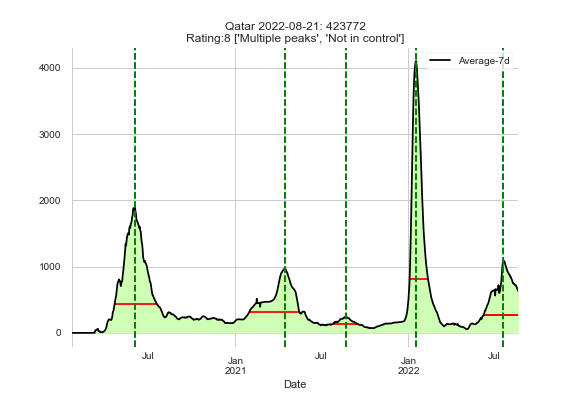 Qatar 2022-08-21: 423772
Rating:8 ['Multiple peaks', 'Not in control']
Average-7d
4000
3000
2000
1000
0
Jul
Jan
2021
Jul
Jan
2022
Jul
Date